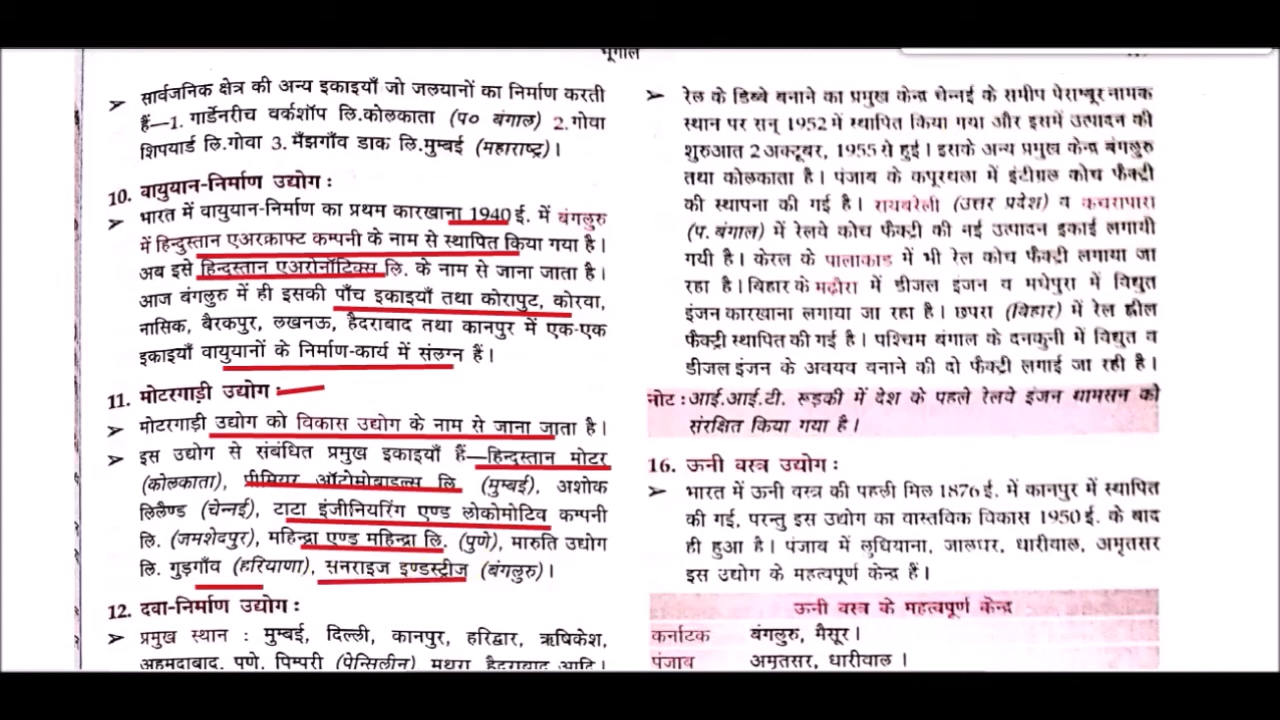 भूगोल
सार्वजनिक क्षेत्र की अन्य इकाइयाँ जो जलयानों का निर्माण करती
हैं—1. गार्डेनरीच वर्कशॉप लि.कोलकाता (प० बंगाल) 2. गोवा
शिपयार्ड लि.गोवा 3. मँझगाँव डाक लि.मुम्बई (महाराष्ट्र)।
10. वायुयान-निर्माण उद्योग :
भारत में वायुयान-निर्माण का प्रथम कारखाना 1940 ई. में बंगलुरु
में हिन्दुस्तान एअरक्राफ्ट कम्पनी के नाम से स्थापित किया गया है।
अब इसे हिन्दुस्तान एअरोनॉटिक्स लि. के नाम से जाना जाता है।
आज बंगलुरु में ही इसकी पाँच इकाइयाँ तथा कोरापुट, कोरवा,
नासिक, बैरकपुर, लखनऊ, हैदराबाद तथा कानपुर में एक-एक
इकाइयाँ वायुयानों के निर्माण-कार्य में संलग्न हैं।
11. मोटरगाड़ी उद्योग :
मोटरगाड़ी उद्योग को विकास उद्योग के नाम से जाना जाता है।
इस उद्योग से संबंधित प्रमुख इकाइयाँ हैं—हिन्दुस्तान मोटर
(कोलकाता), प्रीमियर ऑटोमोबाइल्स लि. (मुम्बई), अशोक
लिलैण्ड (चेन्नई), टाटा इंजीनियरिंग एण्ड लोकोमोटिव कम्पनी
लि. (जमशेदपुर), महिन्द्रा एण्ड महिन्द्रा लि. (पुणे), मारुति उद्योग
लि. गुड़गाँव (हरियाणा), सनराइज इण्डस्ट्रीज (बंगलुरु)।
12. दवा-निर्माण उद्योग :
प्रमुख स्थान : मुम्बई, दिल्ली, कानपुर, हरिद्वार, ऋषिकेश,
अहमदाबाद, पुणे, पिम्परी (पेन्सिलीन) मथुरा, हैदराबाद आदि।
रेल के डिब्बे बनाने का प्रमुख केन्द्र चेन्नई के समीप पेराम्बूर नामक
स्थान पर सन् 1952 में स्थापित किया गया और इसमें उत्पादन की
शुरुआत 2 अक्टूबर, 1955 से हुई। इसके अन्य प्रमुख केन्द्र बंगलुरु
तथा कोलकाता है। पंजाब के कपूरथला में इंटीग्रल कोच फैक्ट्री
की स्थापना की गई है। रायबरेली (उत्तर प्रदेश) व कचरापारा
(प. बंगाल) में रेलवे कोच फैक्ट्री की नई उत्पादन इकाई लगायी
गयी है। केरल के पालाकाड में भी रेल कोच फैक्ट्री लगाया जा
रहा है। बिहार के मढ़ौरा में डीजल इंजन व मधेपुरा में विद्युत
इंजन कारखाना लगाया जा रहा है। छपरा (बिहार) में रेल ह्वील
फैक्ट्री स्थापित की गई है। पश्चिम बंगाल के दनकुनी में विद्युत व
डीजल इंजन के अवयव बनाने की दो फैक्ट्री लगाई जा रही है।
नोट : आई.आई.टी. रूड़की में देश के पहले रेलवे इंजन थामसन को
संरक्षित किया गया है।
16. ऊनी वस्त्र उद्योग :
भारत में ऊनी वस्त्र की पहली मिल 1876 ई. में कानपुर में स्थापित
की गई, परन्तु इस उद्योग का वास्तविक विकास 1950 ई. के बाद
ही हुआ है। पंजाब में लुधियाना, जालंधर, धारीवाल, अमृतसर
इस उद्योग के महत्वपूर्ण केन्द्र हैं।
ऊनी वस्त्र के महत्वपूर्ण केन्द्र
कर्नाटक बंगलुरु, मैसूर।
पंजाब अमृतसर, धारीवाल।